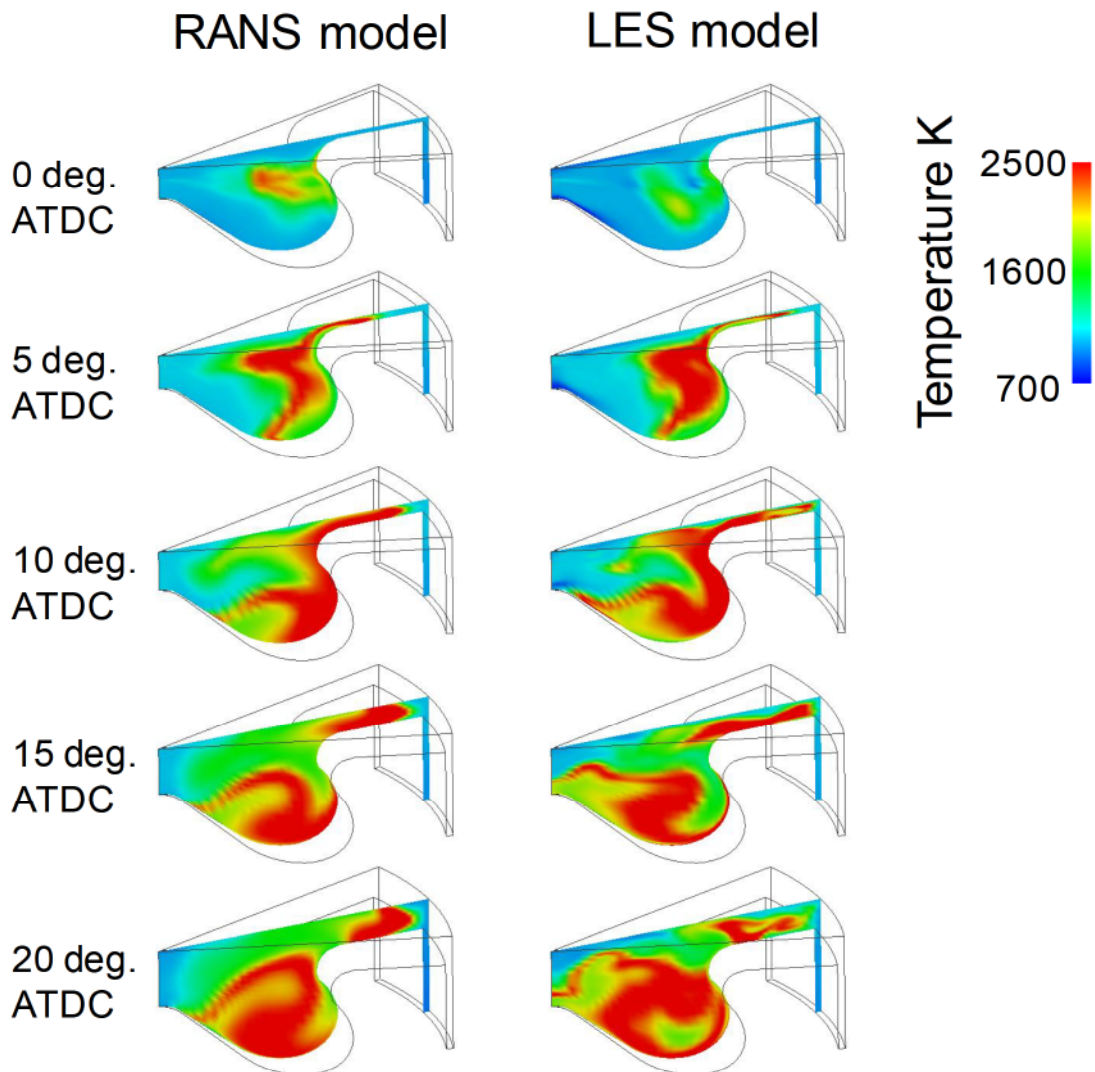 RANS model
LES model
0 deg.
ATDC
5 deg.
ATDC
10 deg.
ATDC
15 deg.
ATDC
20 deg.
ATDC
Temperature K
2500
1600
700